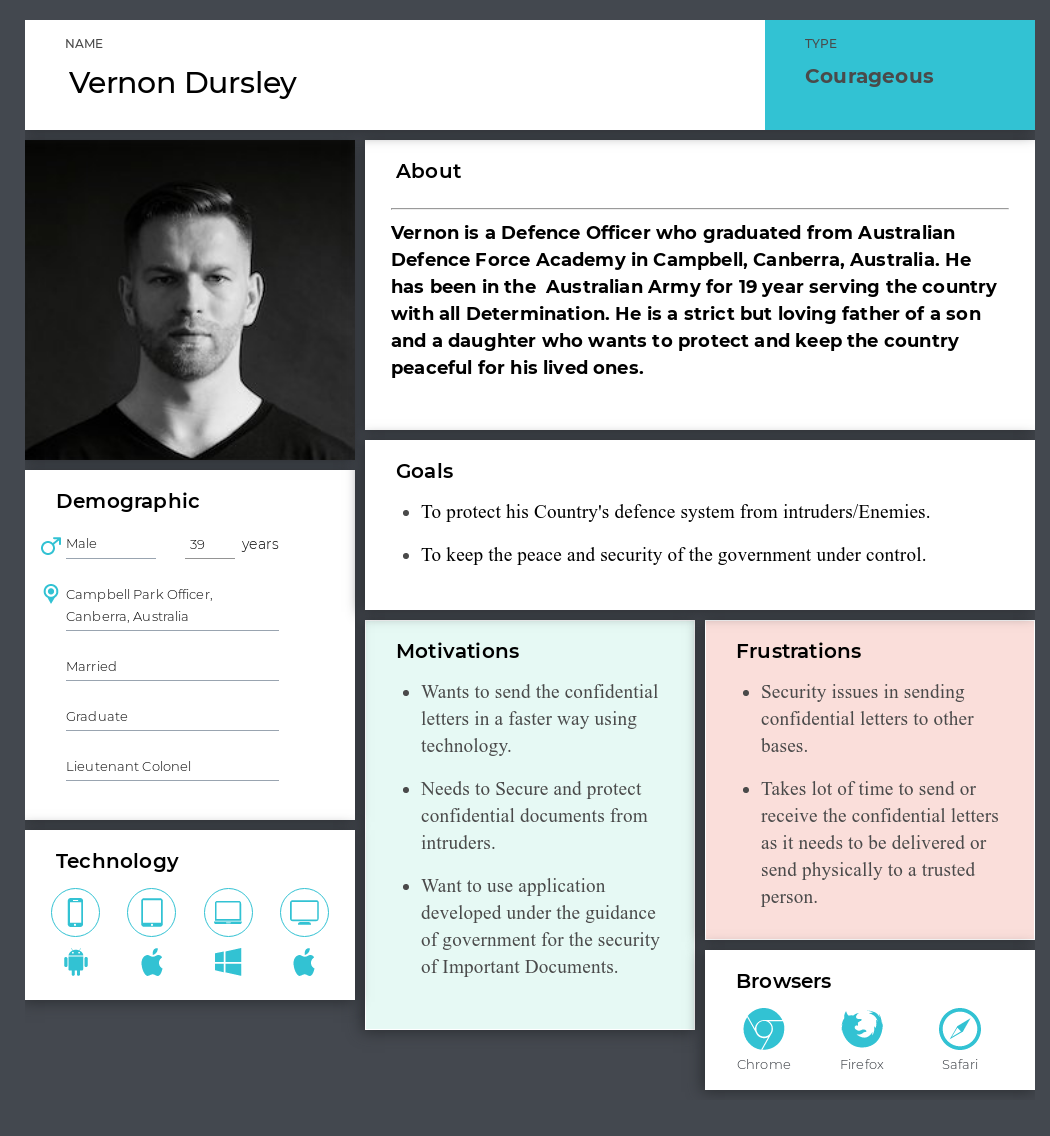 NAME
Vernon Dursley
TYPE
Courageous
About
Vernon is a Defence Officer who graduated from Australian
Defence Force Academy in Campbell, Canberra, Australia. He
has been in the  Australian Army for 19 year serving the country
with all Determination. He is a strict but loving father of a son
and a daughter who wants to protect and keep the country
peaceful for his lived ones.
Demographic
Male 39 years
Campbell Park Officer,
Canberra, Australia
Married
Graduate
Lieutenant Colonel
Technology
Goals
• To protect his Country's defence system from intruders/Enemies.
• To keep the peace and security of the government under control.
Motivations
• Wants to send the confidential
letters in a faster way using
technology.
• Needs to Secure and protect
confidential documents from
intruders.
• Want to use application
developed under the guidance
of government for the security
of Important Documents.
Frustrations
• Security issues in sending
confidential letters to other
bases.
• Takes lot of time to send or
receive the confidential letters
as it needs to be delivered or
send physically to a trusted
person.
Browsers
Chrome Firefox Safari